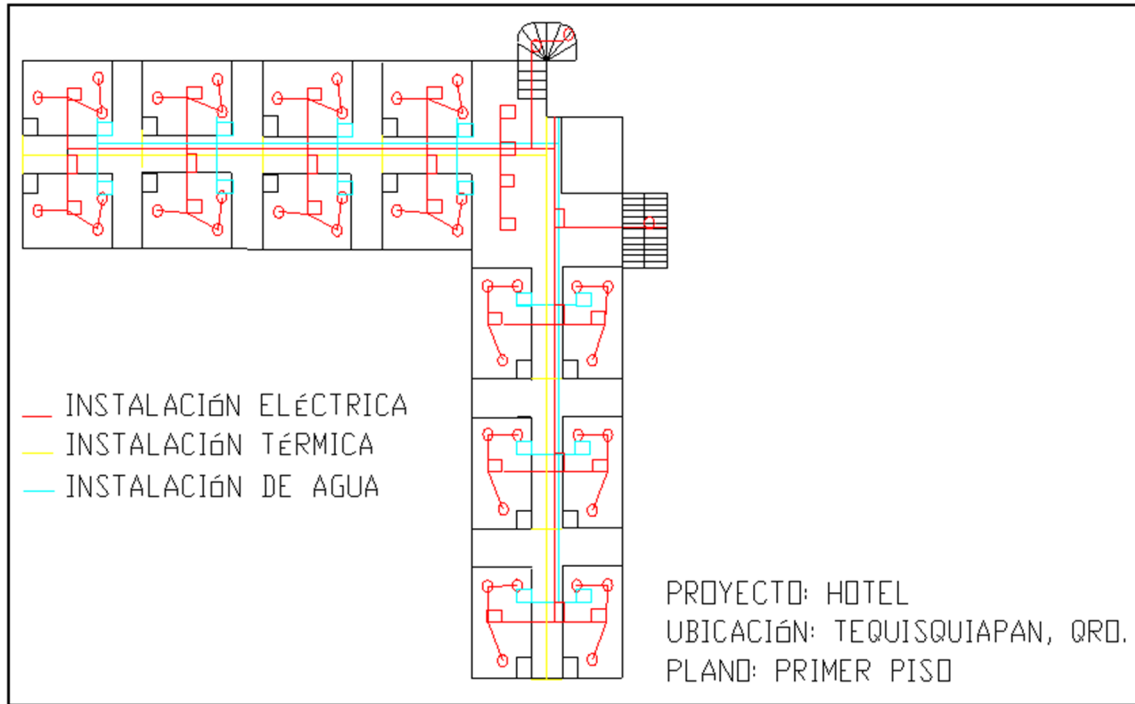 INSTALACIóN ELéCTRICA
INSTALACIóN TéRMICA
INSTALACIóN DE AGUA
PROYECTO: HOTEL
UBICACIóN: TEQUISQUIAPAN, QRO.
PLANO: PRIMER PISO